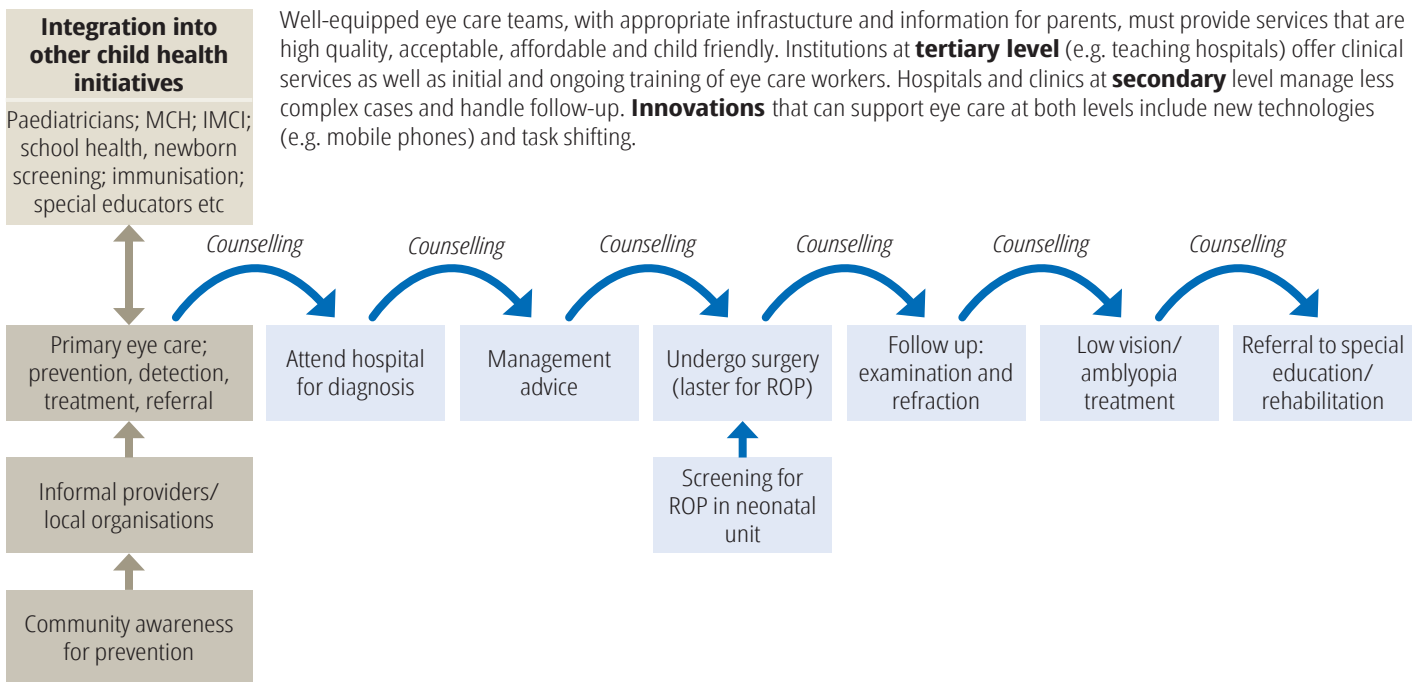 Integration into
other child health
initiatives
Paediatricians; MCH; IMCI;
school health, newborn
screening; immunisation;
special educators etc
Well-equipped eye care teams, with appropriate infrastucture and information for parents, must provide services that are
high quality, acceptable, affordable and child friendly. Institutions at tertiary level (e.g. teaching hospitals) offer clinical
services as well as initial and ongoing training of eye care workers. Hospitals and clinics at secondary level manage less
complex cases and handle follow-up. Innovations that can support eye care at both levels include new technologies
(e.g. mobile phones) and task shifting.
Counselling
Counselling
Counselling
Counselling
Counselling
Counselling
Primary eye care;
prevention, detection,
treatment, referral
Attend hospital
for diagnosis
Management
advice
Undergo surgery
(laster for ROP)
Follow up:
examination and
refraction
Low vision/
amblyopia
treatment
Referral to special
education/
rehabilitation
Informal providers/
local organisations
Screening for
ROP in neonatal
unit
Community awareness
for prevention